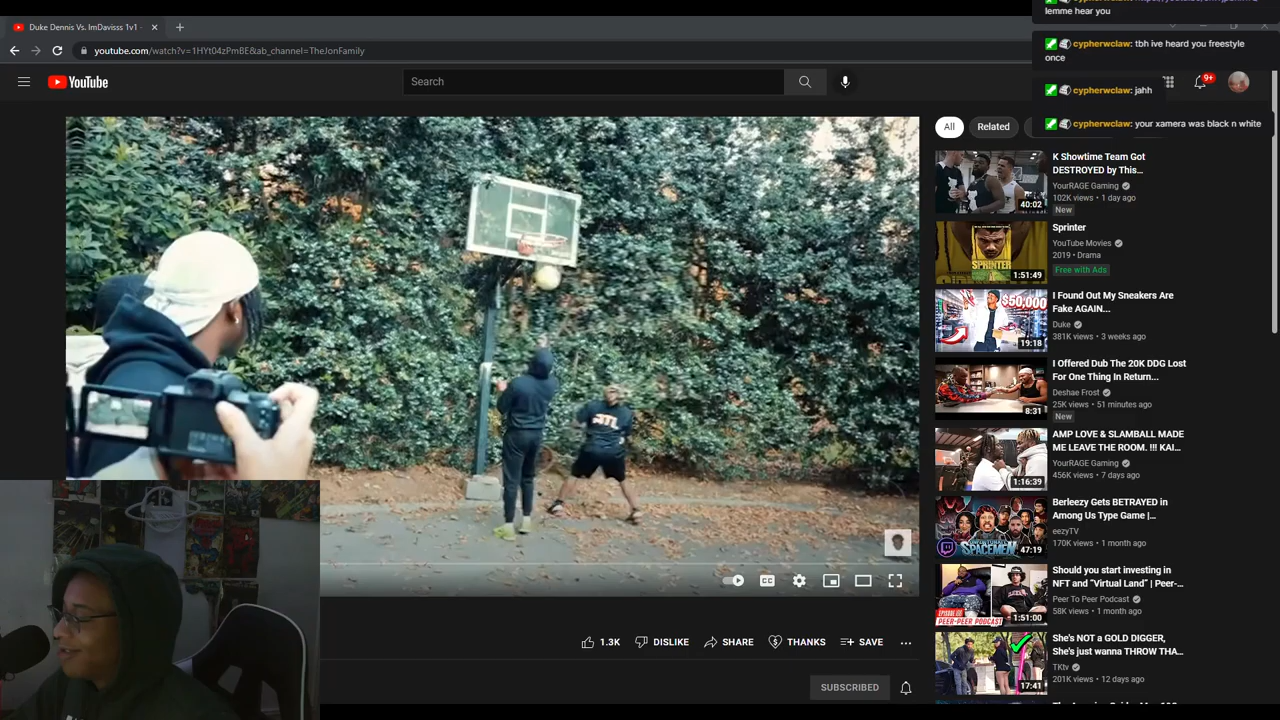 Duke Dennis Vs. ImDavisss 1v1 -
youtube.com/watch?v=1HYt04zPmBE&ab_channel=TheJonFamily
lemme hear you
cypherwclaw: tbh ive heard you freestyle
once
cypherwclaw: jahh
cypherwclaw: your xamera was black n white
YouTube
Search
9+
All
Related
K Showtime Team Got
DESTROYED by This...
YourRAGE Gaming
102K views • 1 day ago
New
40:02
Sprinter
YouTube Movies
2019 • Drama
Free with Ads
SPRINTER
1:51:49
I Found Out My Sneakers Are
Fake AGAIN...
Duke
381K views • 3 weeks ago
$50,000
19:18
I Offered Dub The 20K DDG Lost
For One Thing In Return...
Deshae Frost
25K views • 51 minutes ago
New
8:31
AMP LOVE & SLAMBALL MADE
ME LEAVE THE ROOM. !!! KAI...
YourRAGE Gaming
456K views • 7 days ago
1:16:39
Berleezy Gets BETRAYED in
Among Us Type Game |...
eezyTV
170K views • 1 month ago
SPACEMEN
47:19
Should you start investing in
NFT and "Virtual Land" | Peer-...
Peer To Peer Podcast
58K views • 1 month ago
PEER-PEER PODCAST
1:51:00
She's NOT a GOLD DIGGER,
She's just wanna THROW THA...
TKtv
201K views • 12 days ago
17:41
CC
1.3K
DISLIKE
SHARE
THANKS
SAVE
SUBSCRIBED